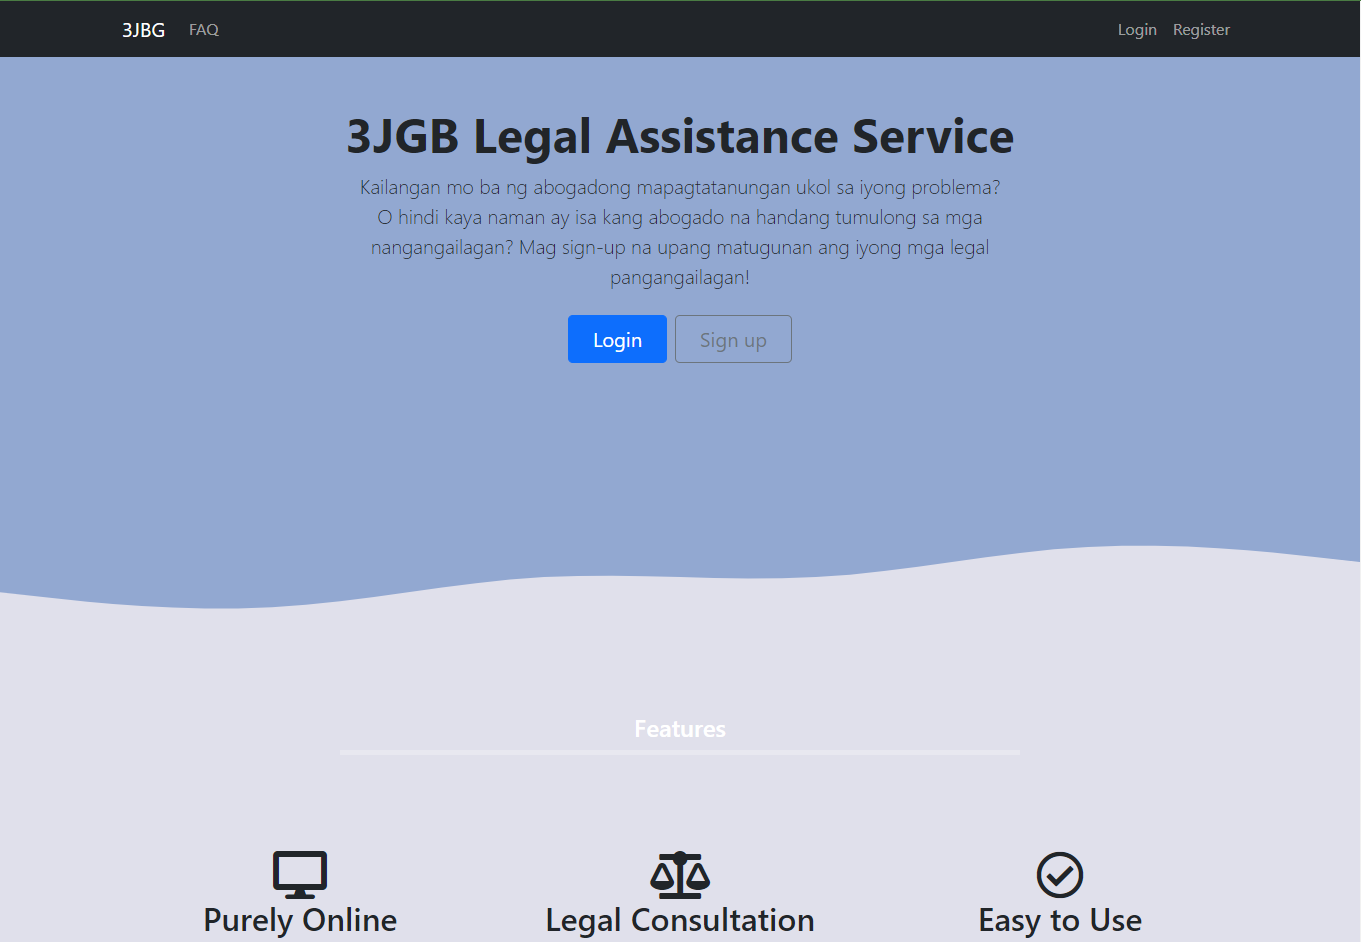 3JBG FAQ Login Register
3JGB Legal Assistance Service
Kailangan mo ba ng abogadong mapagtatanungan ukol sa iyong problema?
O hindi kaya naman ay isa kang abogado na handang tumulong sa mga
nangangailagan? Mag sign-up na upang matugunan ang iyong mga legal
pangangailagan!
Login Sign up
Features
Purely Online Legal Consultation Easy to Use